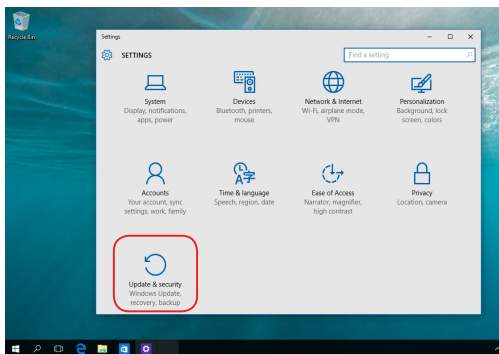 Recycle Bin
Settings
SETTINGS
Find a setting
System
Display, notifications,
apps, power
Devices
Bluetooth, printers,
mouse
Network & Internet
Wi-Fi, airplane mode,
VPN
Personalization
Background, lock
screen, colors
Accounts
Your account, sync
settings, work, family
Time & language
Speech, region, date
Ease of Access
Narrator, magnifier,
high contrast
Privacy
Location, camera
Update & security
Windows Update,
recovery, backup